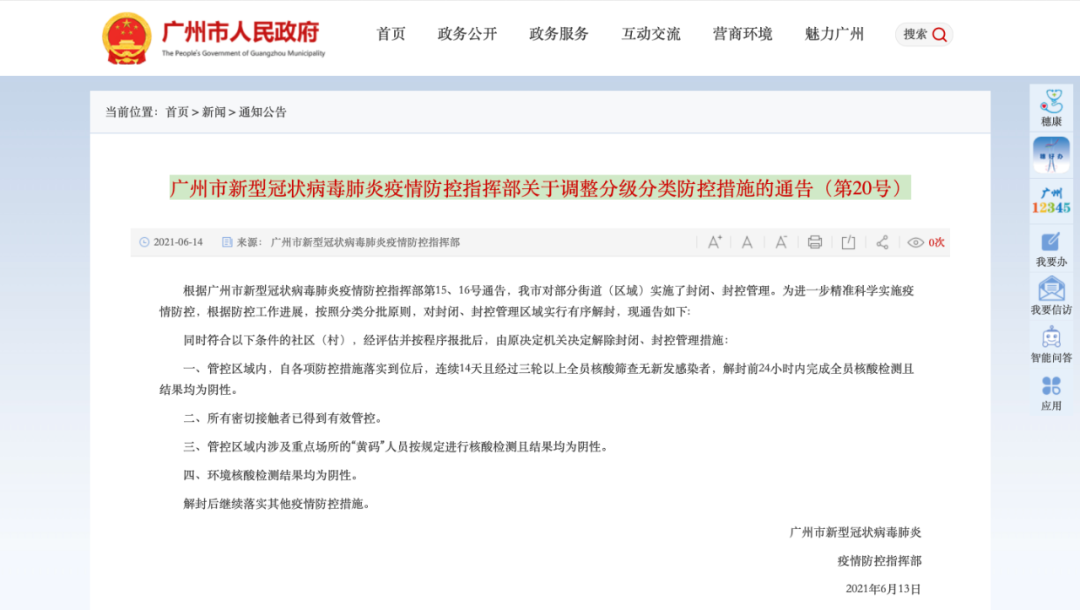 广州市人民政府
The People's Government of Guangzhou Municipality
首页 政务公开 政务服务 互动交流 营商环境 魅力广州 搜索
当前位置：首页 > 新闻 > 通知公告
广州市新型冠状病毒肺炎疫情防控指挥部关于调整分级分类防控措施的通告（第20号）
2021-06-14 来源： 广州市新型冠状病毒肺炎疫情防控指挥部 A+ A A- 0次
根据广州市新型冠状病毒肺炎疫情防控指挥部第15、16号通告，我市对部分街道（区域）实施了封闭、封控管理。为进一步精准科学实施疫
情防控，根据防控工作进展，按照分类分批原则，对封闭、封控管理区域实行有序解封，现通告如下：
同时符合以下条件的社区（村），经评估并按程序报批后，由原决定机关决定解除封闭、封控管理措施：
一、管控区域内，自各项防控措施落实到位后，连续14天且经过三轮以上全员核酸筛查无新发感染者，解封前24小时内完成全员核酸检测且
结果均为阴性。
二、所有密切接触者已得到有效管控。
三、管控区域内涉及重点场所的“黄码”人员按规定进行核酸检测且结果均为阴性。
四、环境核酸检测结果均为阴性。
解封后继续落实其他疫情防控措施。
广州市新型冠状病毒肺炎
疫情防控指挥部
2021年6月13日
穗康
穗好办
广州
12345
我要办
我要信访
智能问答
应用